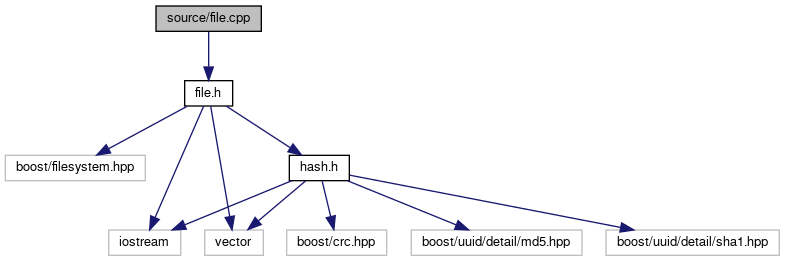 source/file.cpp
file.h
boost/filesystem.hpp
hash.h
iostream
vector
boost/crc.hpp
boost/uuid/detail/md5.hpp
boost/uuid/detail/sha1.hpp